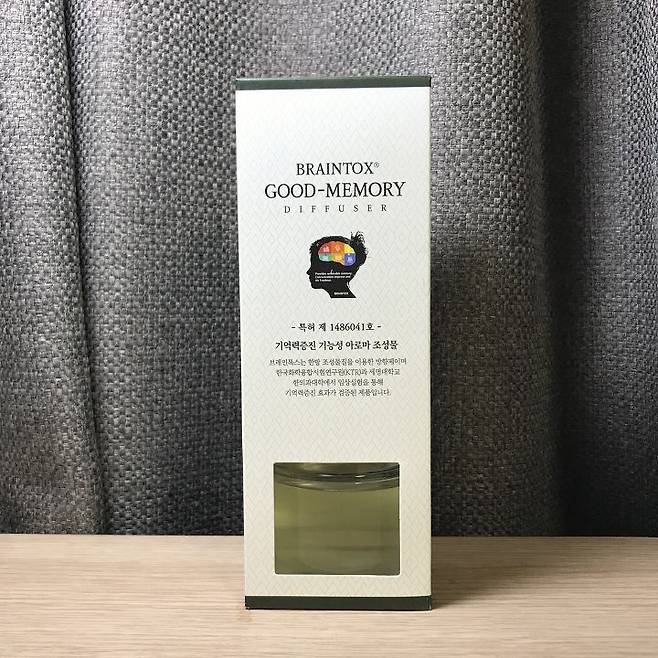 BRAINTOX®
GOOD-MEMORY
DIFFUSER
BRAINTOX
- 특허 제 1486041호 -
기억력증진 기능성 아로마 조성물
브레인톡스는 한방 조성물질을 이용한 방향제이며
한국화학융합시험연구원(KTR)과 세명대학교
한의과대학에서 임상실험을 통해
기억력증진 효과가 검증된 제품입니다.